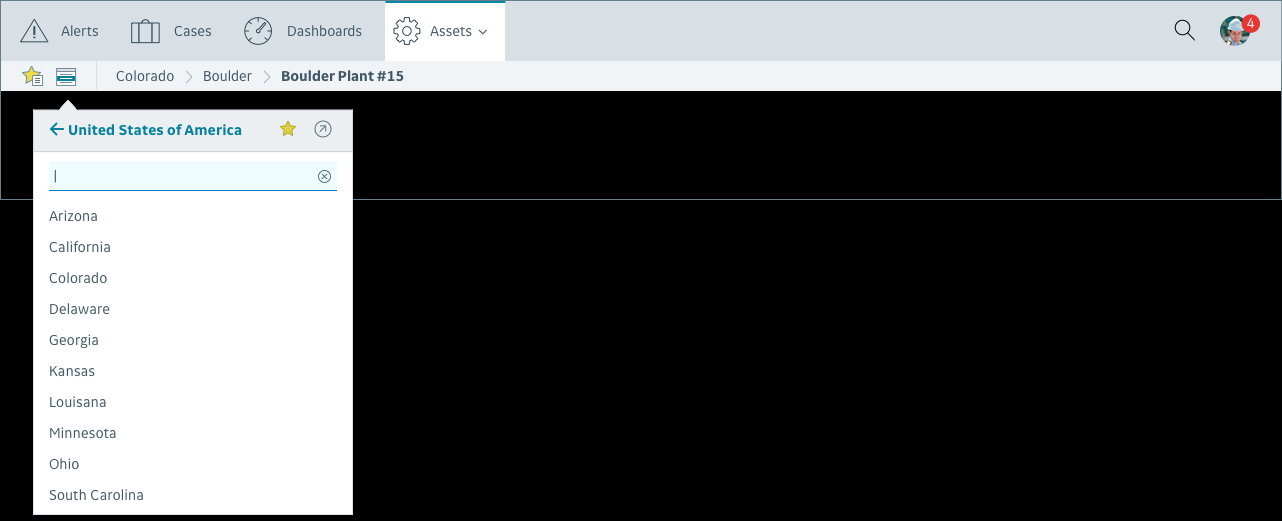 Alerts Cases Dashboards Assets 4
Colorado Boulder Boulder Plant #15
United States of America
Arizona
California
Colorado
Delaware
Georgia
Kansas
Louisana
Minnesota
Ohio
South Carolina